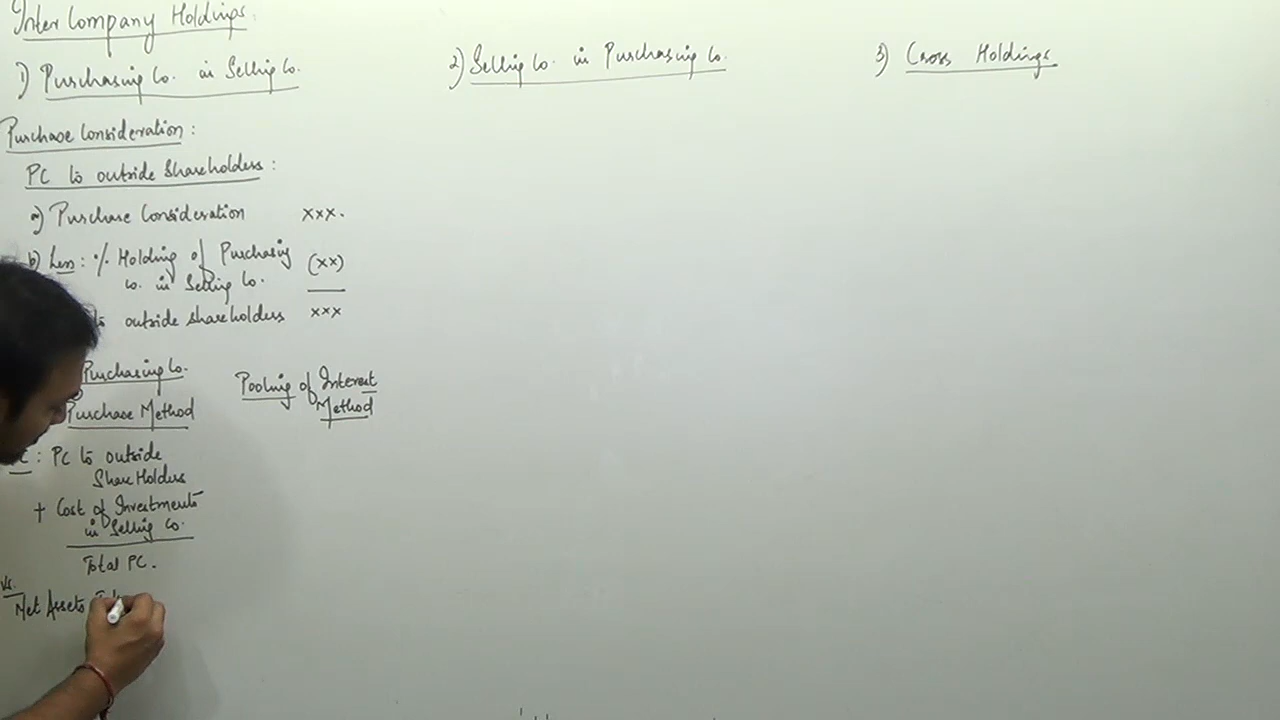 Inter Company Holdings
1) Purchasing Co. in Selling Co.
2) Selling Co. in Purchasing Co.
3) Cross Holdings
Purchase Consideration :
PC to outside Shareholders :
a) Purchase Consideration xxx.
b) Less : % Holding of Purchasing (xx)
co. in Selling Co.
outside shareholders xxx
Purchasing Co.
Purchase Method
Pooling of Interest
Method
: PC to outside
ShareHolders
+ Cost of Investments
in Selling Co.
Total PC.
Vs.
Net Assets